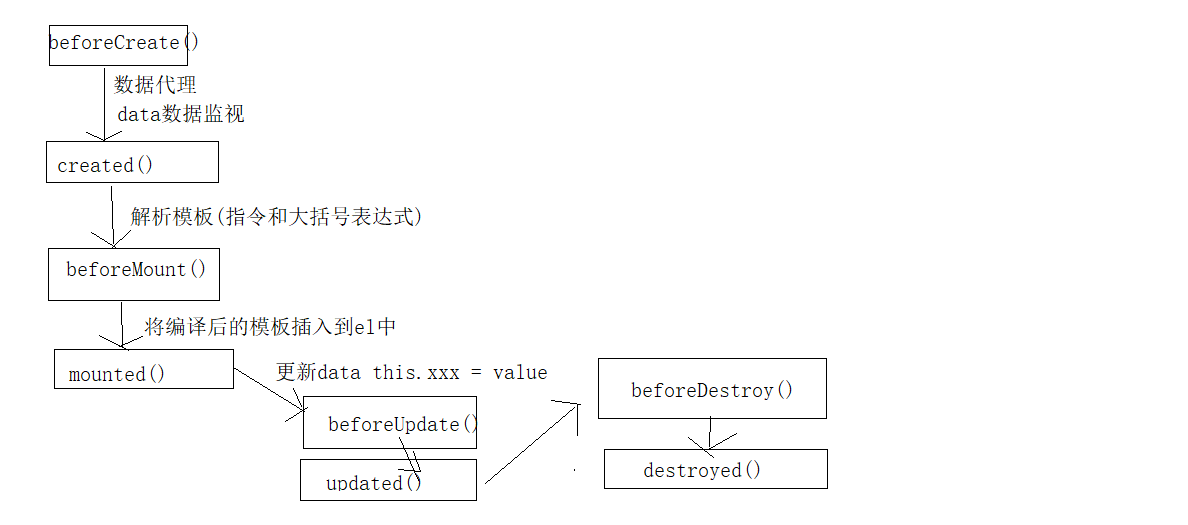 beforeCreate()
数据代理
data数据监视
created()
解析模板(指令和大括号表达式)
beforeMount()
将编译后的模板插入到el中
mounted()
更新data this.xxx = value
beforeUpdate()
updated()
beforeDestroy()
destroyed()